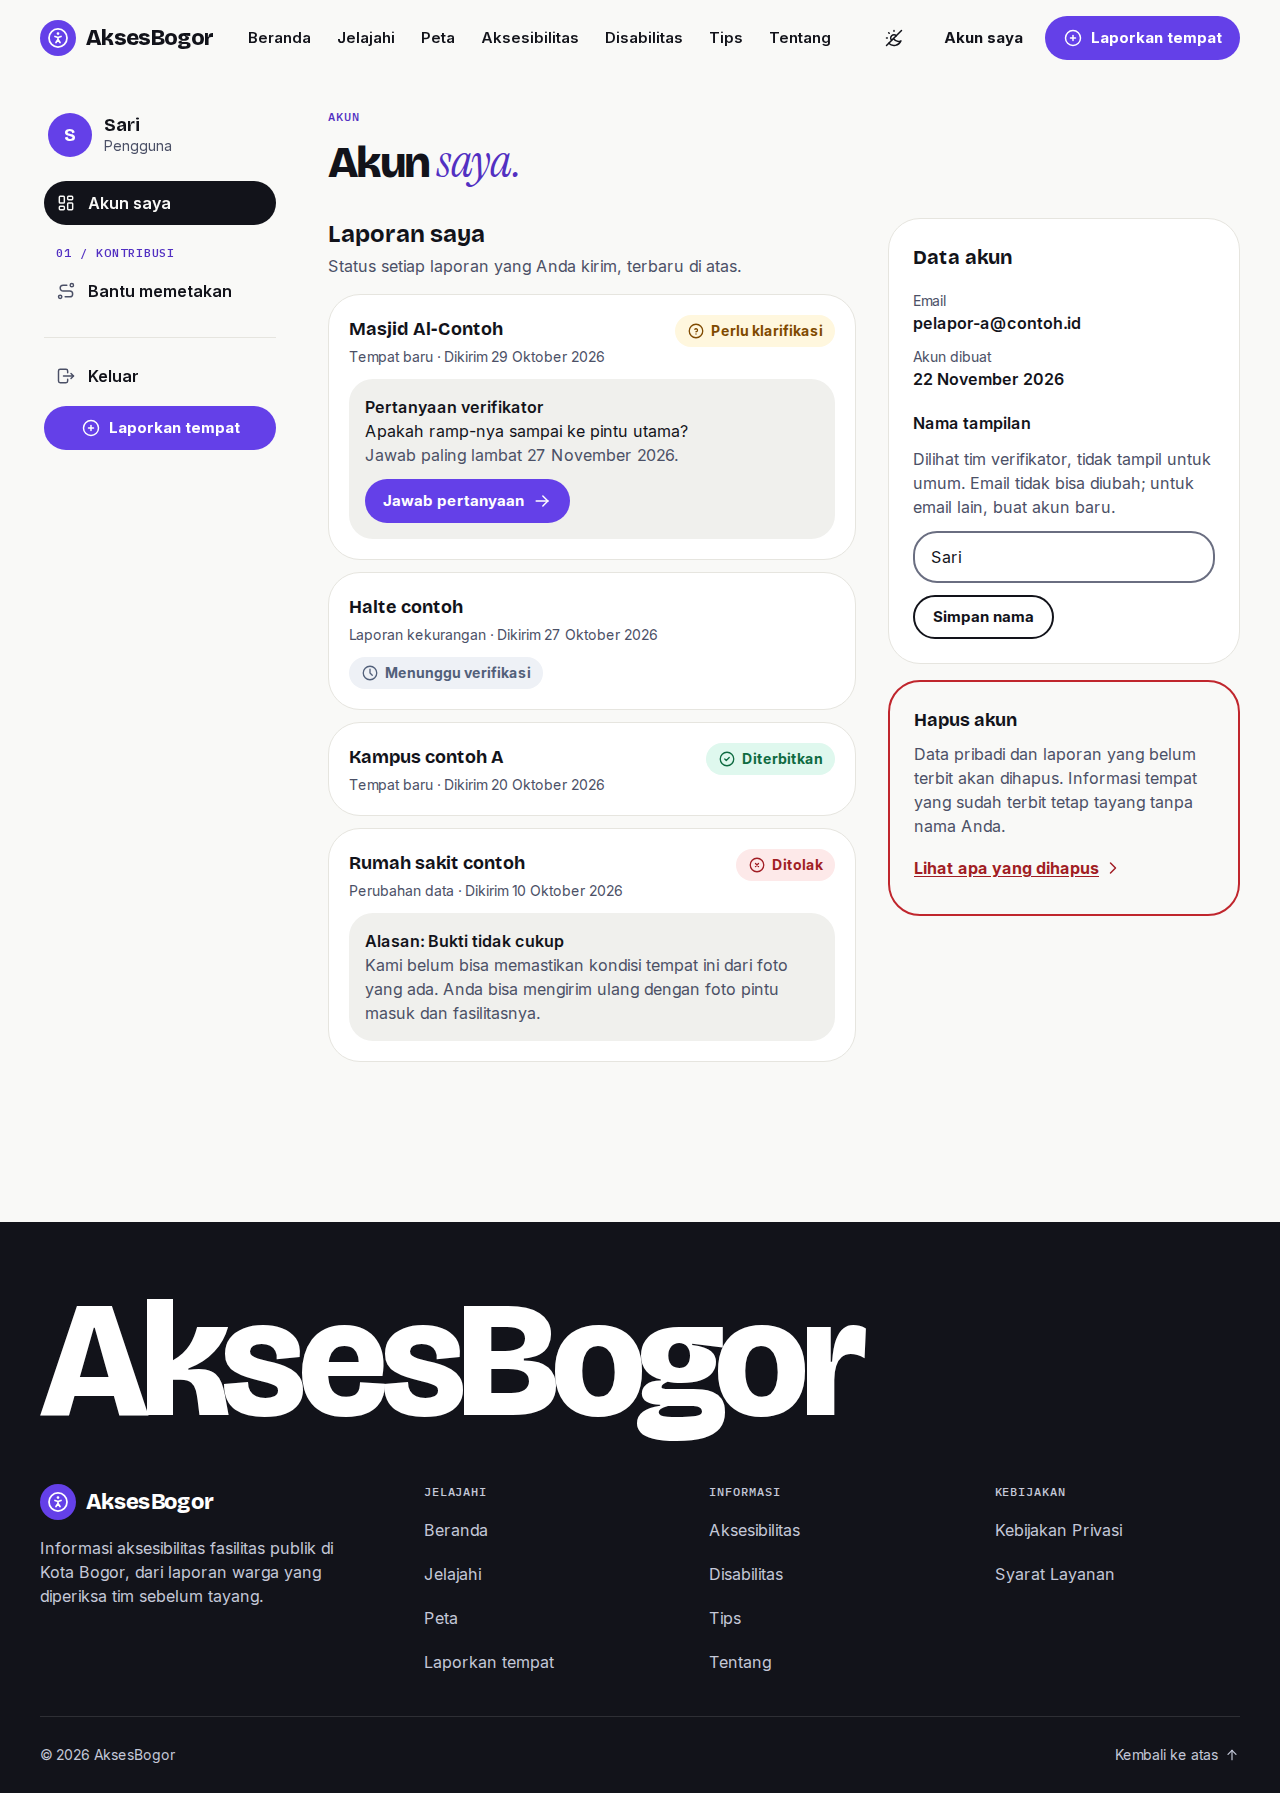 AksesBogor
Beranda
Jelajahi
Peta
Aksesibilitas
Disabilitas
Tips
Tentang
Akun saya
Laporkan tempat
S
Sari
Pengguna
Akun saya
01 / KONTRIBUSI
Bantu memetakan
Keluar
Laporkan tempat
AKUN
Akun saya.
Laporan saya
Status setiap laporan yang Anda kirim, terbaru di atas.
Masjid Al-Contoh
Perlu klarifikasi
Tempat baru · Dikirim 29 Oktober 2026
Pertanyaan verifikator
Apakah ramp-nya sampai ke pintu utama?
Jawab paling lambat 27 November 2026.
Jawab pertanyaan
Halte contoh
Laporan kekurangan · Dikirim 27 Oktober 2026
Menunggu verifikasi
Kampus contoh A
Diterbitkan
Tempat baru · Dikirim 20 Oktober 2026
Rumah sakit contoh
Ditolak
Perubahan data · Dikirim 10 Oktober 2026
Alasan: Bukti tidak cukup
Kami belum bisa memastikan kondisi tempat ini dari foto
yang ada. Anda bisa mengirim ulang dengan foto pintu
masuk dan fasilitasnya.
Data akun
Email
pelapor-a@contoh.id
Akun dibuat
22 November 2026
Nama tampilan
Dilihat tim verifikator, tidak tampil untuk
umum. Email tidak bisa diubah; untuk
email lain, buat akun baru.
Sari
Simpan nama
Hapus akun
Data pribadi dan laporan yang belum
terbit akan dihapus. Informasi tempat
yang sudah terbit tetap tayang tanpa
nama Anda.
Lihat apa yang dihapus
AksesBogor
AksesBogor
Informasi aksesibilitas fasilitas publik di
Kota Bogor, dari laporan warga yang
diperiksa tim sebelum tayang.
JELAJAHI
Beranda
Jelajahi
Peta
Laporkan tempat
INFORMASI
Aksesibilitas
Disabilitas
Tips
Tentang
KEBIJAKAN
Kebijakan Privasi
Syarat Layanan
© 2026 AksesBogor
Kembali ke atas